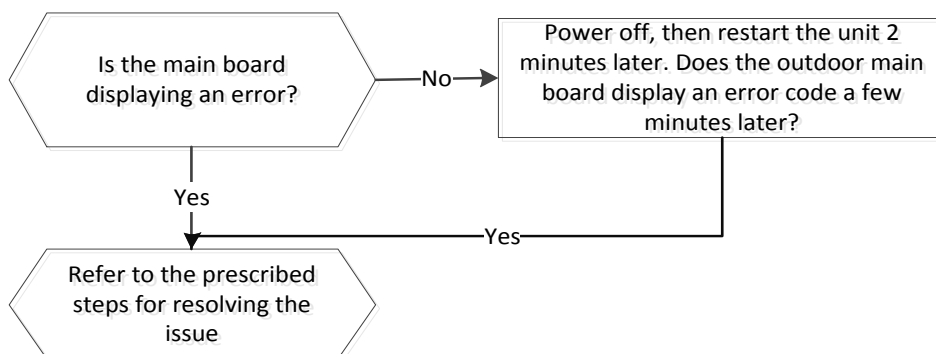 Is the main board
displaying an error?
No
Power off, then restart the unit 2
minutes later. Does the outdoor main
board display an error code a few
minutes later?
Yes
Yes
Refer to the prescribed
steps for resolving the
issue